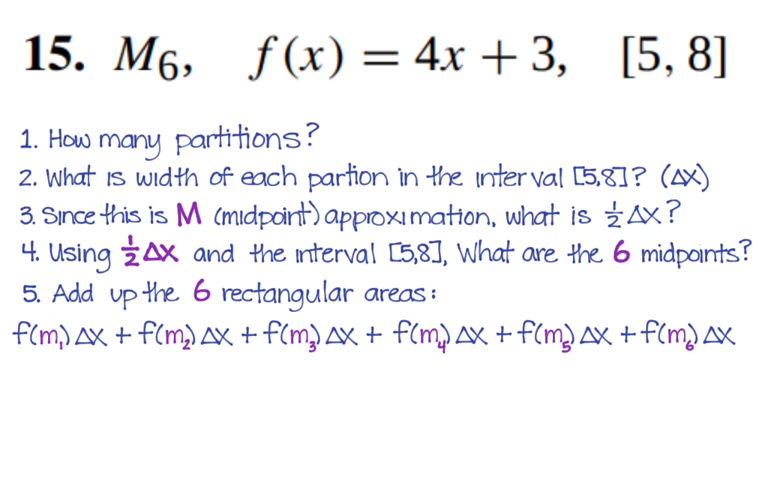 15. M₆, f(x) = 4x + 3, [5, 8]
1. How many partitions?
2. What is width of each partion in the interval [5,8]? (Δx)
3. Since this is M (midpoint) approximation, what is ½Δx?
4. Using ½Δx and the interval [5,8], What are the 6 midpoints?
5. Add up the 6 rectangular areas:
f(m₁)Δx + f(m₂)Δx + f(m₃)Δx + f(m₄)Δx + f(m₅)Δx + f(m₆)Δx